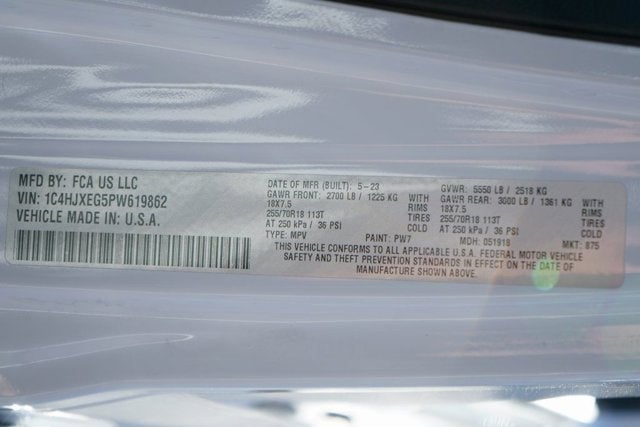 MFD BY: FCA US LLC
VIN: 1C4HJXEG5PW619862
VEHICLE MADE IN: U.S.A.
DATE OF MFR (BUILT): 5-23 GVWR: 5550 LB / 2518 KG
GAWR FRONT: 2700 LB / 1225 KG WITH GAWR REAR: 3000 LB / 1361 KG WITH
18X7.5 RIMS 18X7.5 RIMS
255/70R18 113T TIRES 255/70R18 113T TIRES
AT 250 kPa / 36 PSI COLD AT 250 kPa / 36 PSI COLD
TYPE: MPV PAINT: PW7 MDH: 051918 MKT: 875
THIS VEHICLE CONFORMS TO ALL APPLICABLE U.S.A. FEDERAL MOTOR VEHICLE
SAFETY AND THEFT PREVENTION STANDARDS IN EFFECT ON THE DATE OF
MANUFACTURE SHOWN ABOVE.